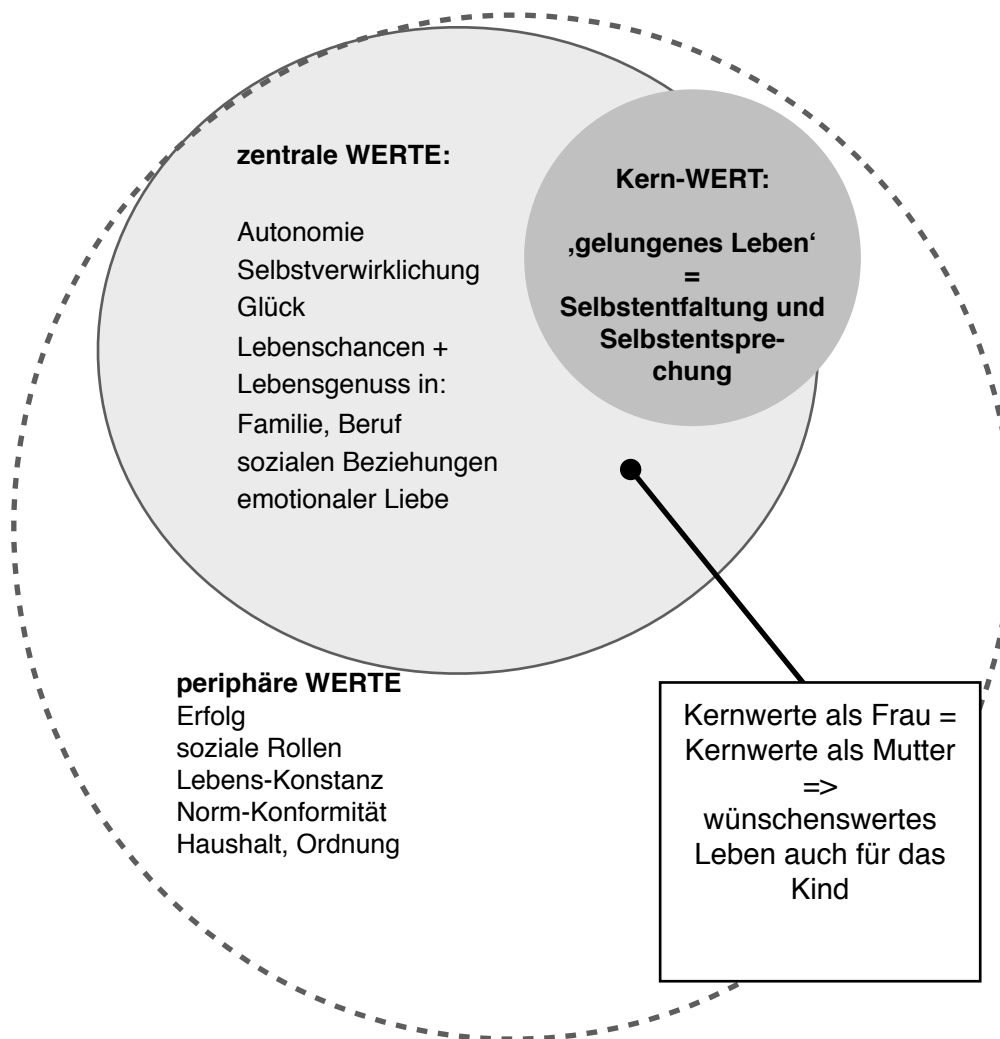 zentrale WERTE:
Autonomie
Selbstverwirklichung
Glück
Lebenschancen +
Lebensgenuss in:
Familie, Beruf
sozialen Beziehungen
emotionaler Liebe
Kern-WERT:
‚gelungenes Leben‘
=
Selbstentfaltung und
Selbstentspre-
chung
periphäre WERTE
Erfolg
soziale Rollen
Lebens-Konstanz
Norm-Konformität
Haushalt, Ordnung
Kernwerte als Frau =
Kernwerte als Mutter
=>
wünschenswertes
Leben auch für das
Kind